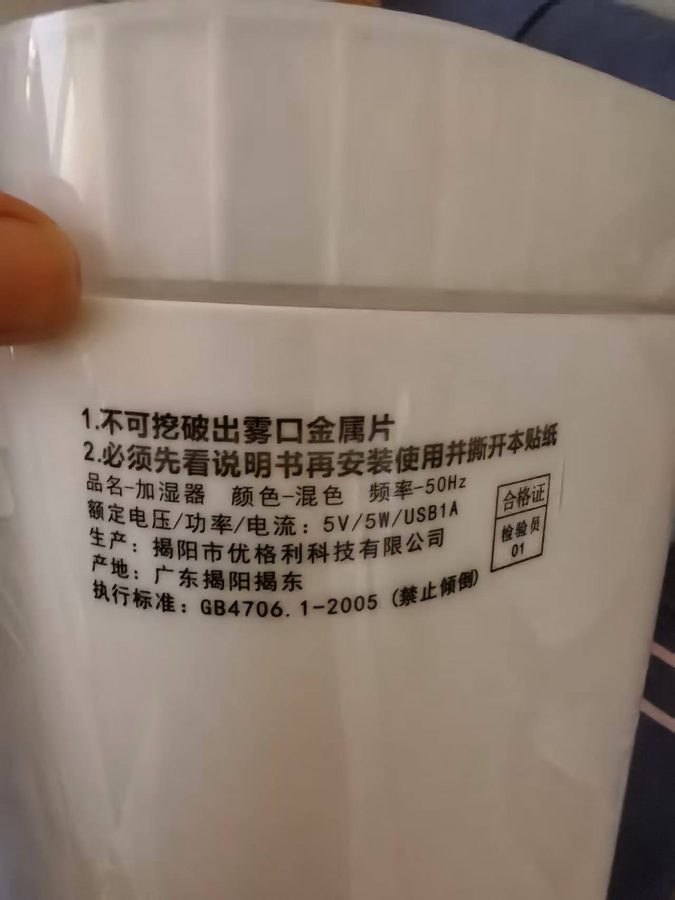 1.不可挖破出雾口金属片
2.必须先看说明书再安装使用并撕开本贴纸
品名-加湿器 颜色-混色 频率-50Hz
额定电压/功率/电流：5V/5W/USB1A
生产：揭阳市优格利科技有限公司
产地：广东揭阳揭东
执行标准：GB4706.1-2005 (禁止倾倒)
合格证
检验员
01